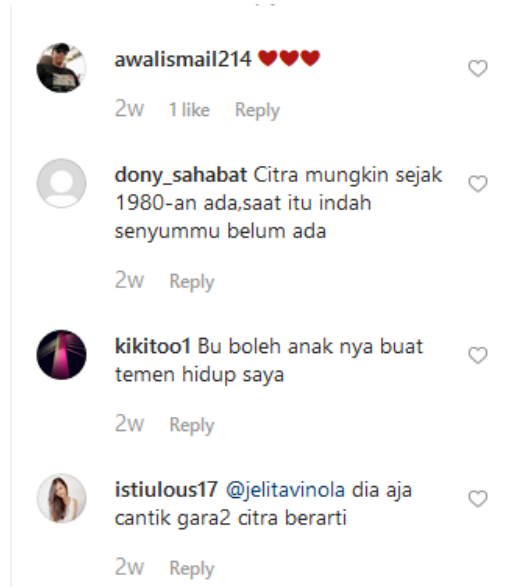 awalismail214 ❤❤❤
2w 1 like Reply
dony_sahabat Citra mungkin sejak
1980-an ada,saat itu indah
senyummu belum ada
2w Reply
kikitoo1 Bu boleh anak nya buat
temen hidup saya
2w Reply
istiulous17 @jelitavinola dia aja
cantik gara2 citra berarti
2w Reply